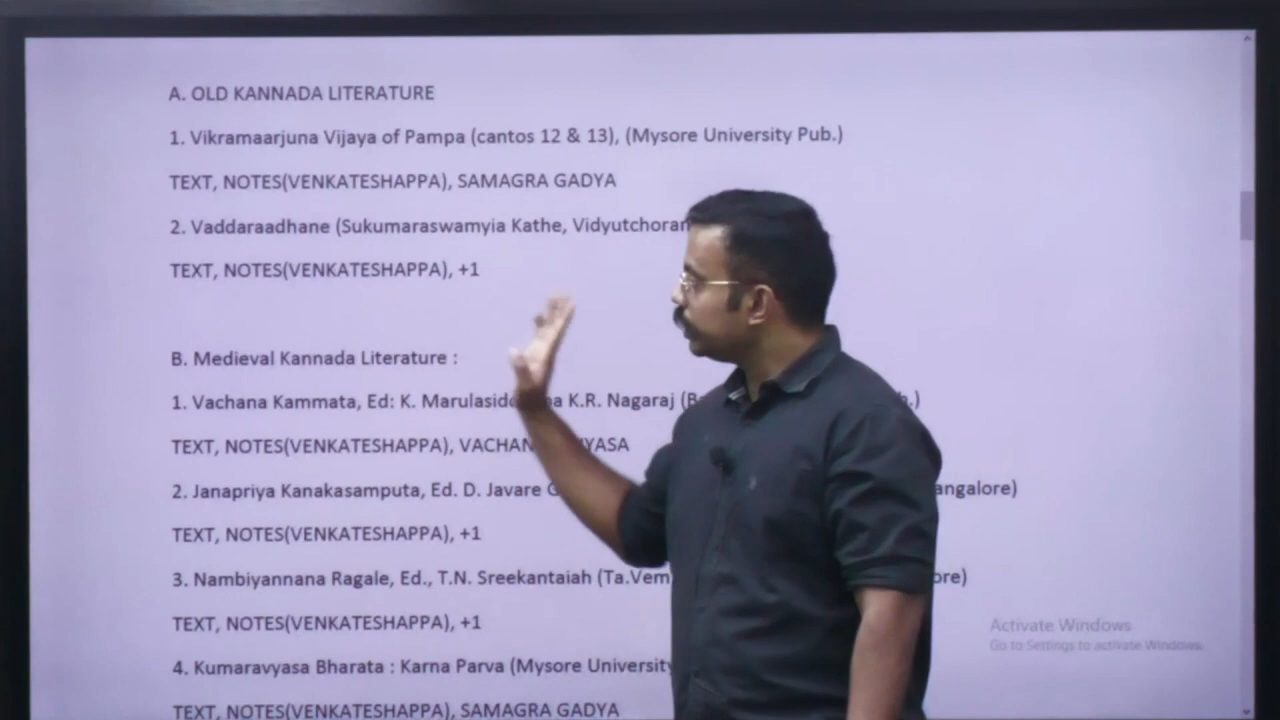 A. OLD KANNADA LITERATURE
1. Vikramaarjuna Vijaya of Pampa (cantos 12 & 13), (Mysore University Pub.)
TEXT, NOTES(VENKATESHAPPA), SAMAGRA GADYA
2. Vaddaraadhane (Sukumaraswamyia Kathe, Vidyutchoran
TEXT, NOTES(VENKATESHAPPA), +1
B. Medieval Kannada Literature :
1. Vachana Kammata, Ed: K. K.R. Nagaraj
TEXT, NOTES(VENKATESHAPPA),
2. Janapriya Kanakasamputa, Ed. D. Javare angalore)
TEXT, NOTES(VENKATESHAPPA), +1
3. Nambiyannana Ragale, Ed., T.N. Sreekantaiah (Ta.Vem ore)
TEXT, NOTES(VENKATESHAPPA), +1
4. Kumaravyasa Bharata : Karna Parva (Mysore University
TEXT, NOTES(VENKATESHAPPA), SAMAGRA GADYA
Activate Windows
Go to Settings to activate Windows.